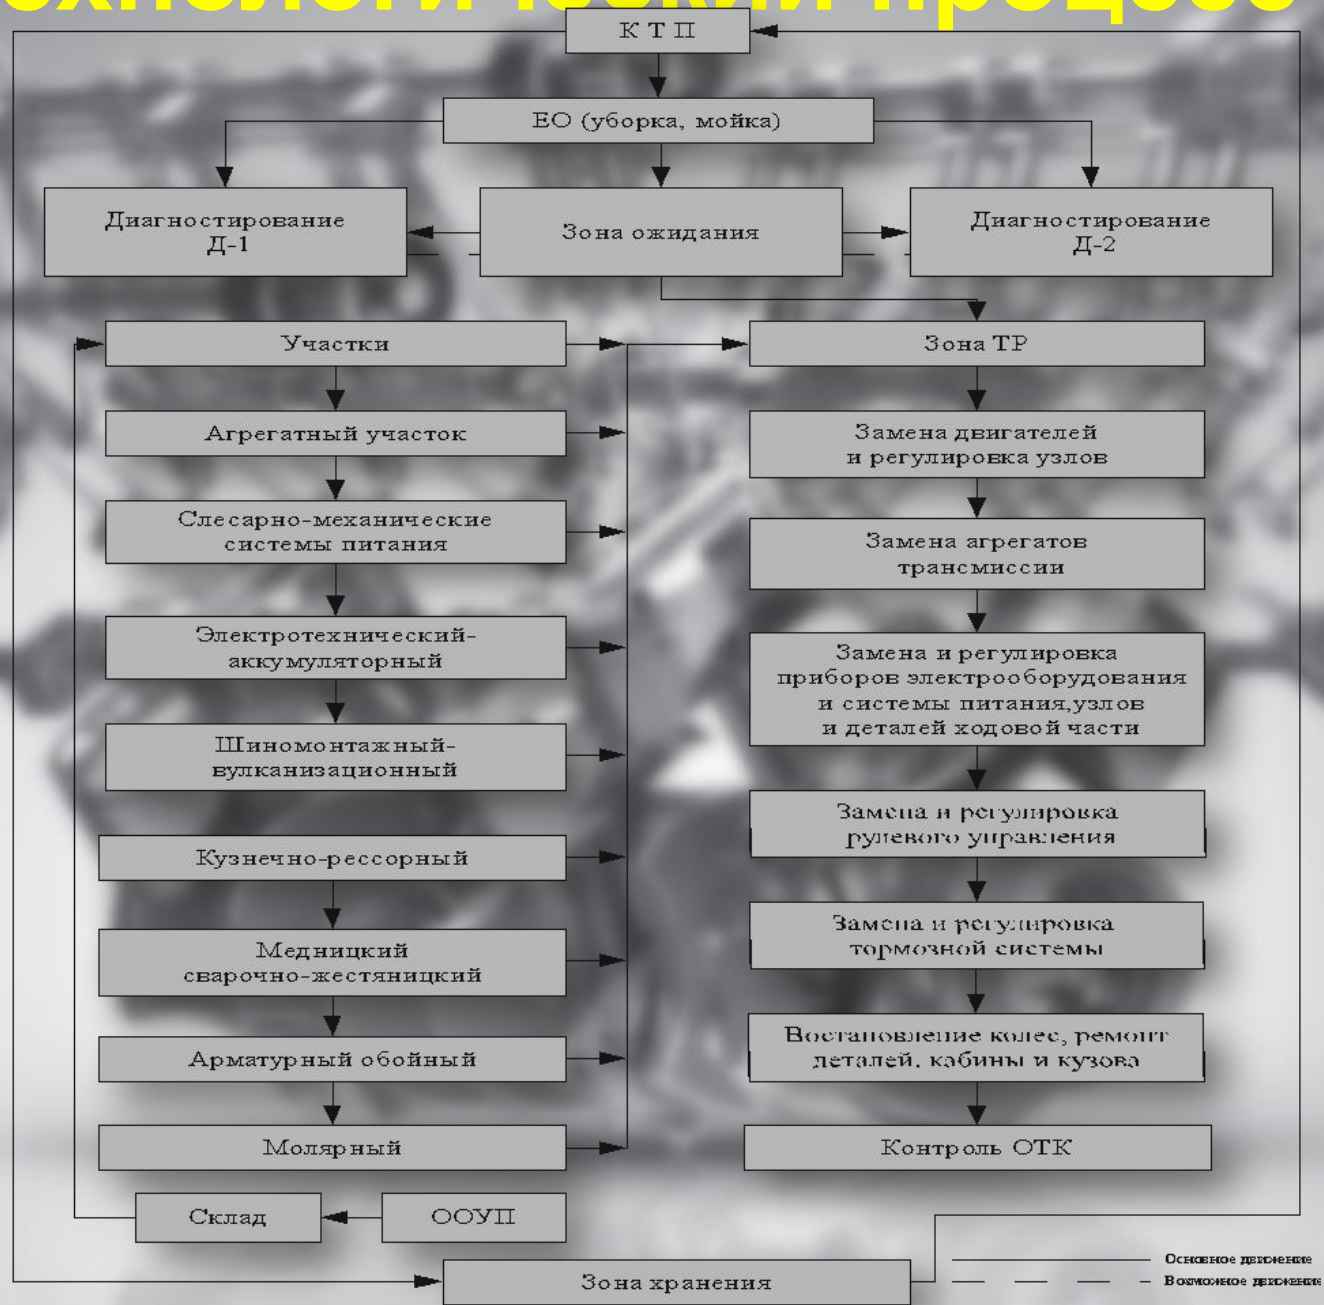 технологический процесс
К Т П
ЕО (уборка, мойка)
Диагностирование
Д-1
Зона ожидания
Диагностирование
Д-2
Участки
Агрегатный участок
Слесарно-механические
системы питания
Электротехнический-
аккумуляторный
Шиномонтажный-
вулканизационный
Кузнечно-рессорный
Медницкий
сварочно-жестяницкий
Арматурный обойный
Молярный
Склад
ООУП
Зона ТР
Замена двигателей
и регулировка узлов
Замена агрегатов
трансмиссии
Замена и регулировка
приборов электрооборудования
и системы питания,узлов
и деталей ходовой части
Замена и регулировка
рулевого управления
Замена и регулировка
тормозной системы
Востановление колес, ремонт
деталей. кабины и кузова
Контроль ОТК
Зона хранения
Основное движение
Возможное движение